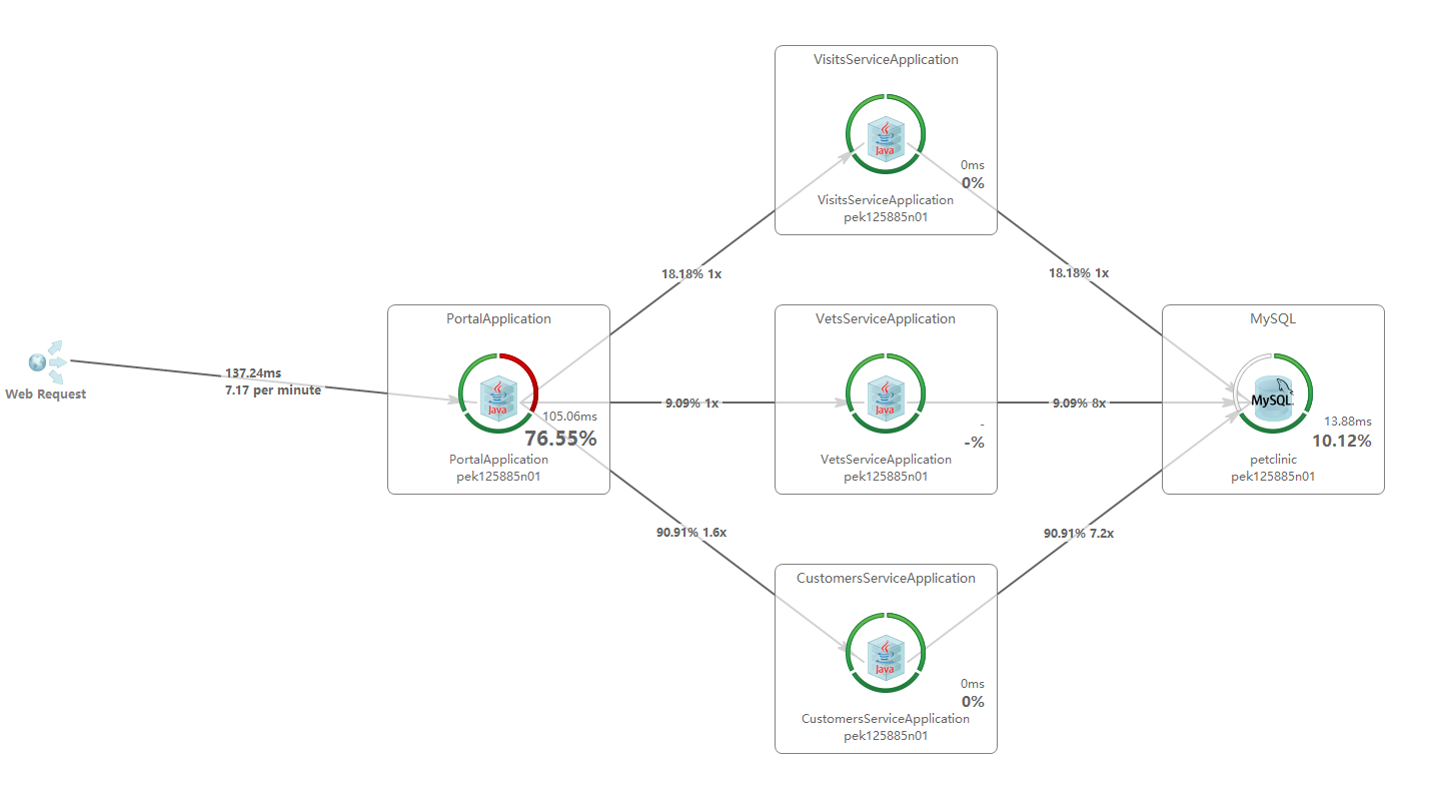 VisitsServiceApplication
Java
0ms
0%
VisitsServiceApplication
pek125885n01
18.18% 1x
18.18% 1x
PortalApplication
VetsServiceApplication
MySQL
Web Request
137.24ms
7.17 per minute
Java
105.06ms
76.55%
PortalApplication
pek125885n01
9.09% 1x
Java
-
-%
VetsServiceApplication
pek125885n01
9.09% 8x
MySQL
13.88ms
10.12%
petclinic
pek125885n01
90.91% 1.6x
90.91% 7.2x
CustomersServiceApplication
Java
0ms
0%
CustomersServiceApplication
pek125885n01